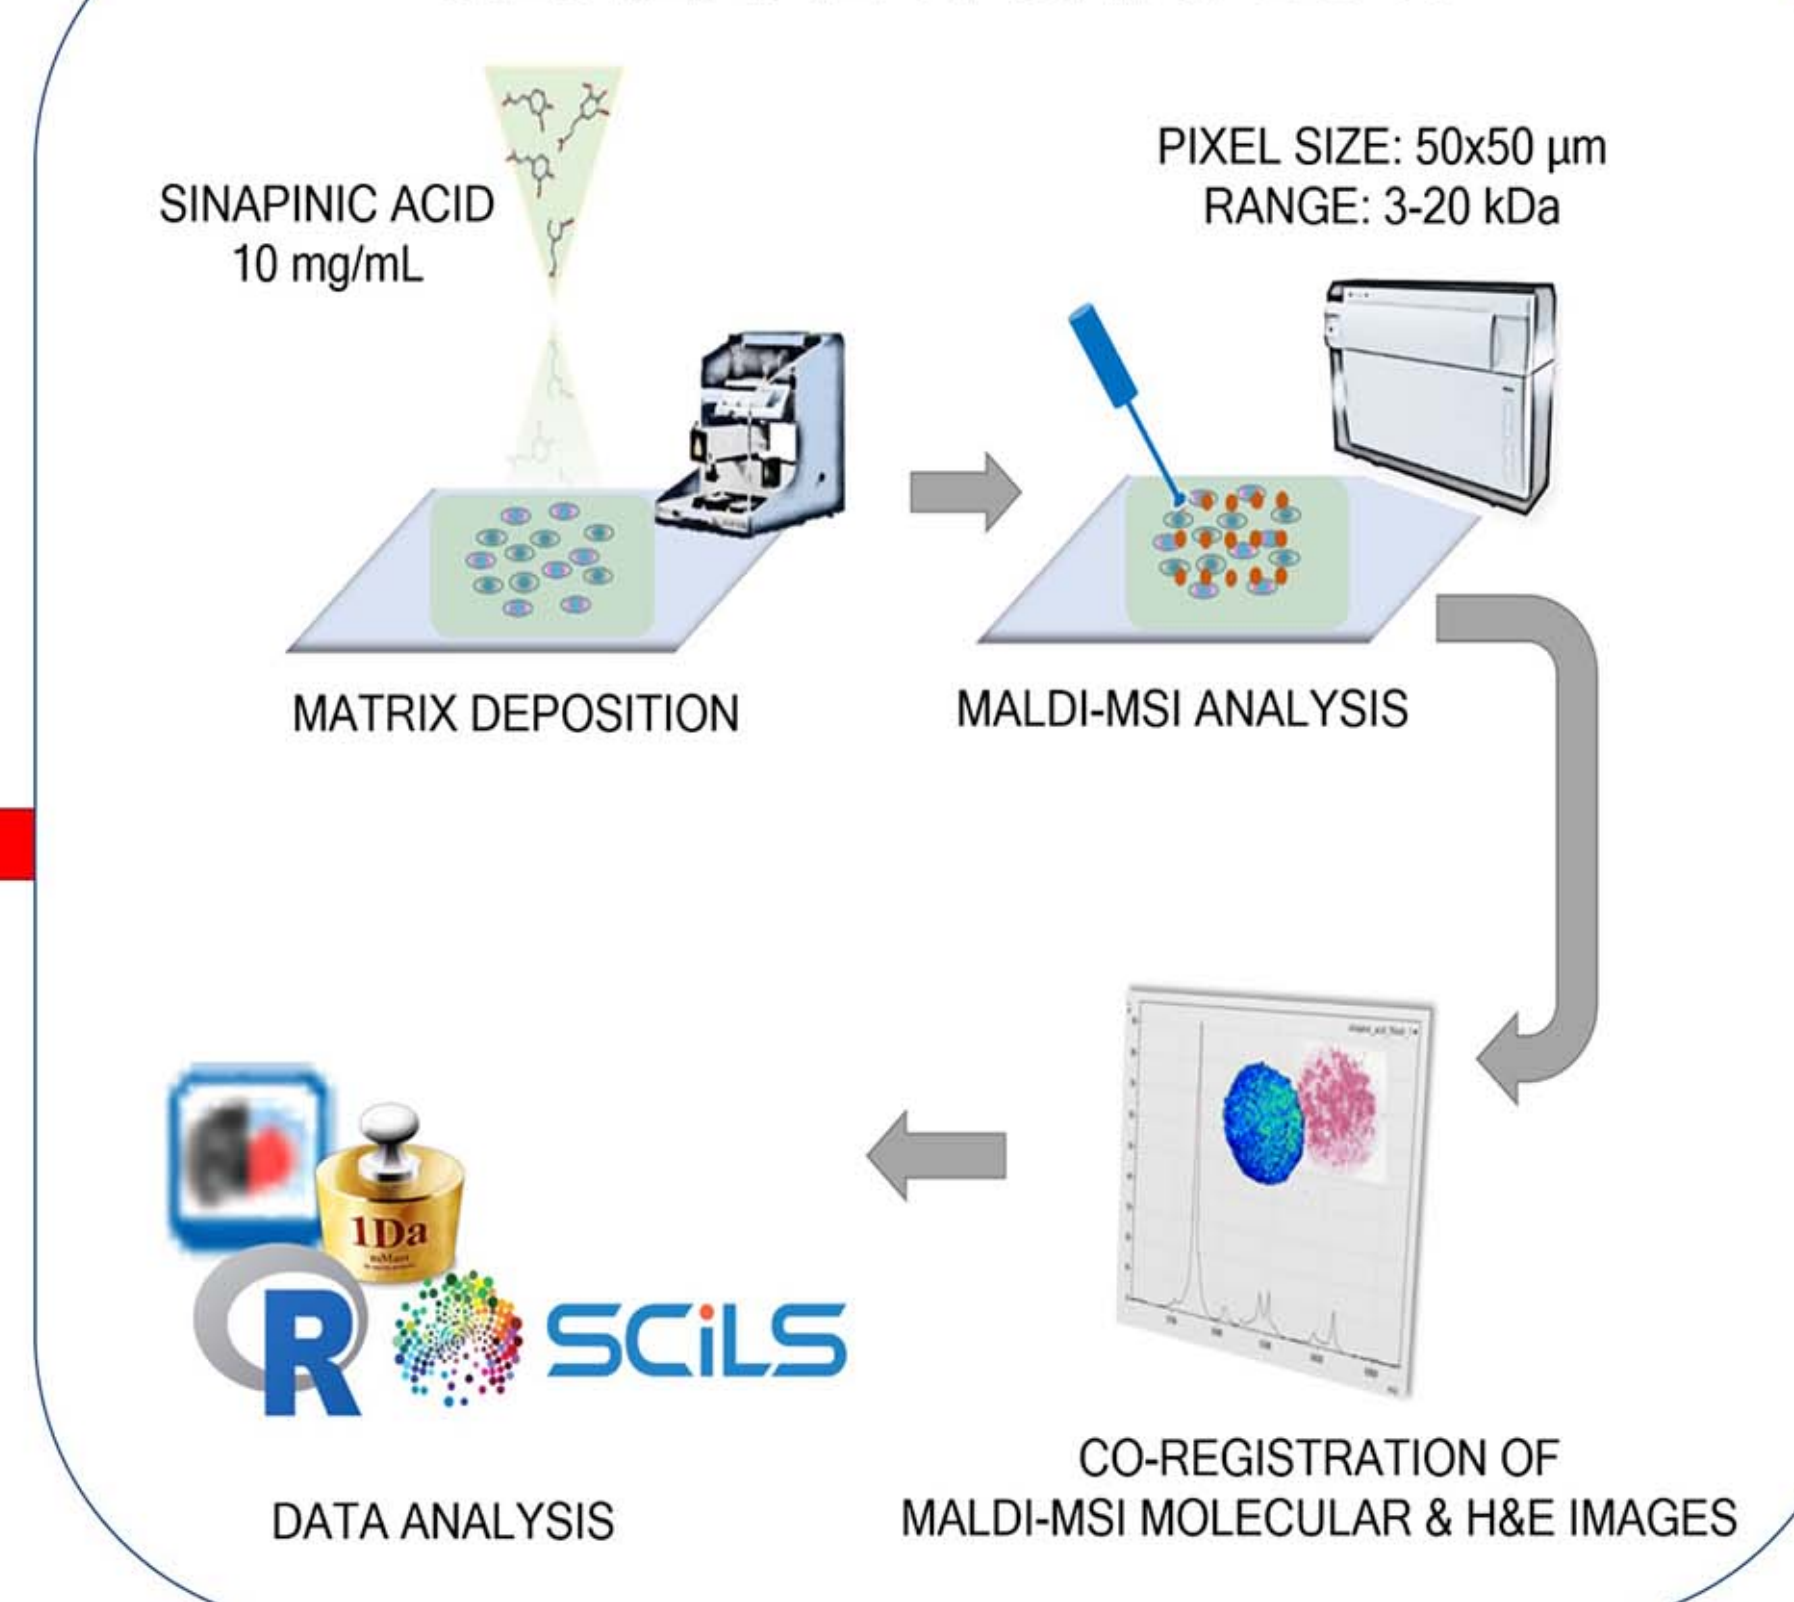 SINAPINIC ACID
10 mg/mL
PIXEL SIZE: 50x50 µm
RANGE: 3-20 kDa
MATRIX DEPOSITION
MALDI-MSI ANALYSIS
1Da
mMass
R
SCiLS
DATA ANALYSIS
CO-REGISTRATION OF
MALDI-MSI MOLECULAR & H&E IMAGES